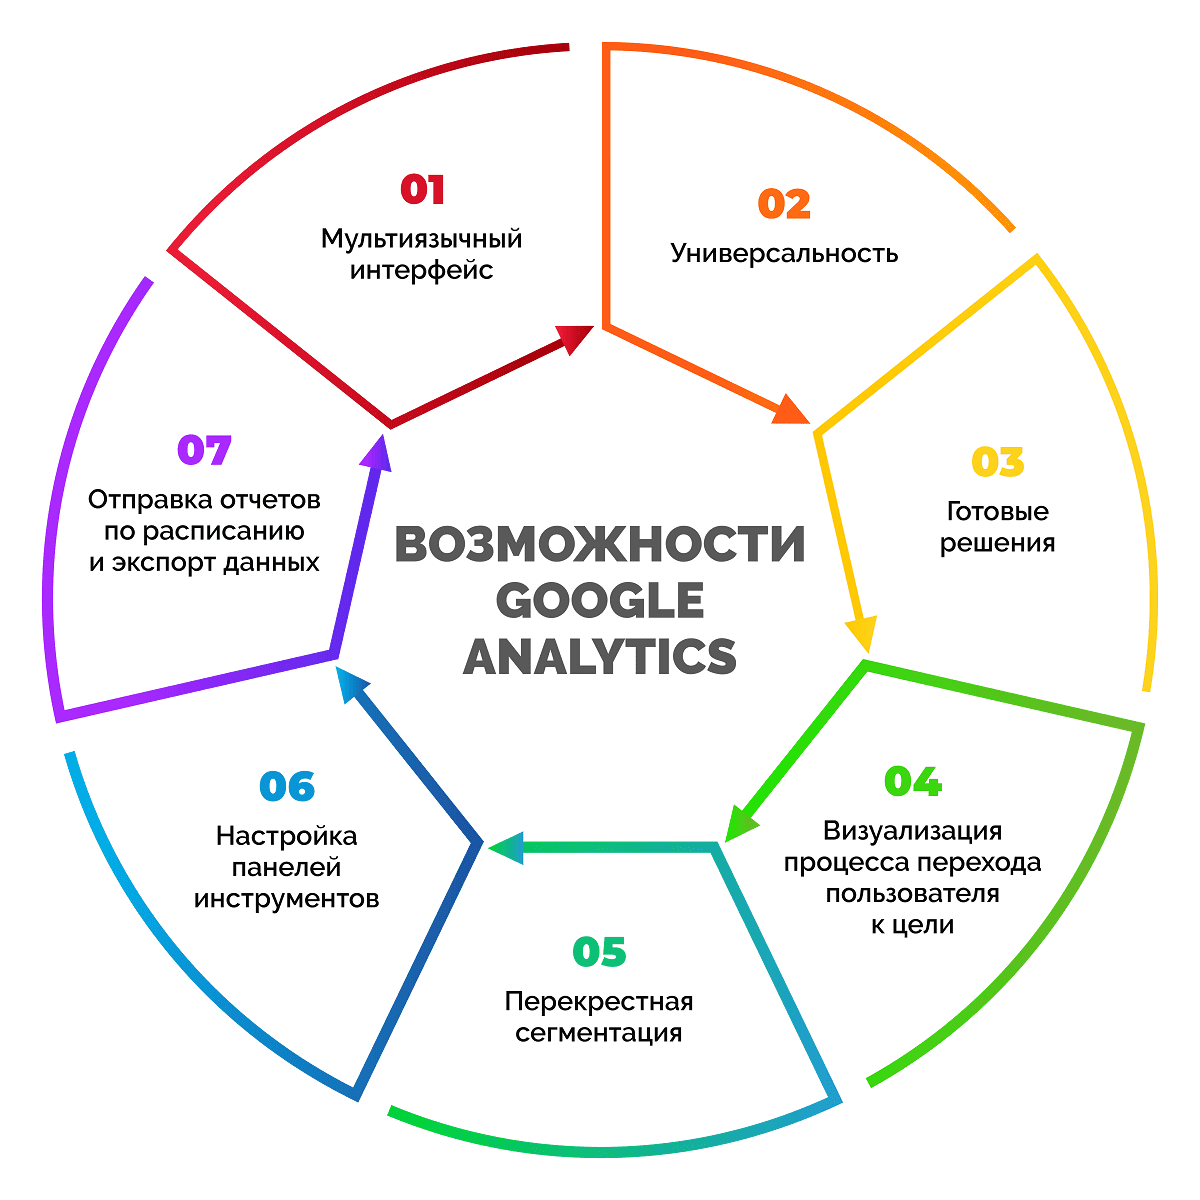 ВОЗМОЖНОСТИ
GOOGLE
ANALYTICS
01
Мультиязычный
интерфейс
02
Универсальность
03
Готовые
решения
04
Визуализация
процесса перехода
пользователя
к цели
05
Перекрестная
сегментация
06
Настройка
панелей
инструментов
07
Отправка отчетов
по расписанию
и экспорт данных